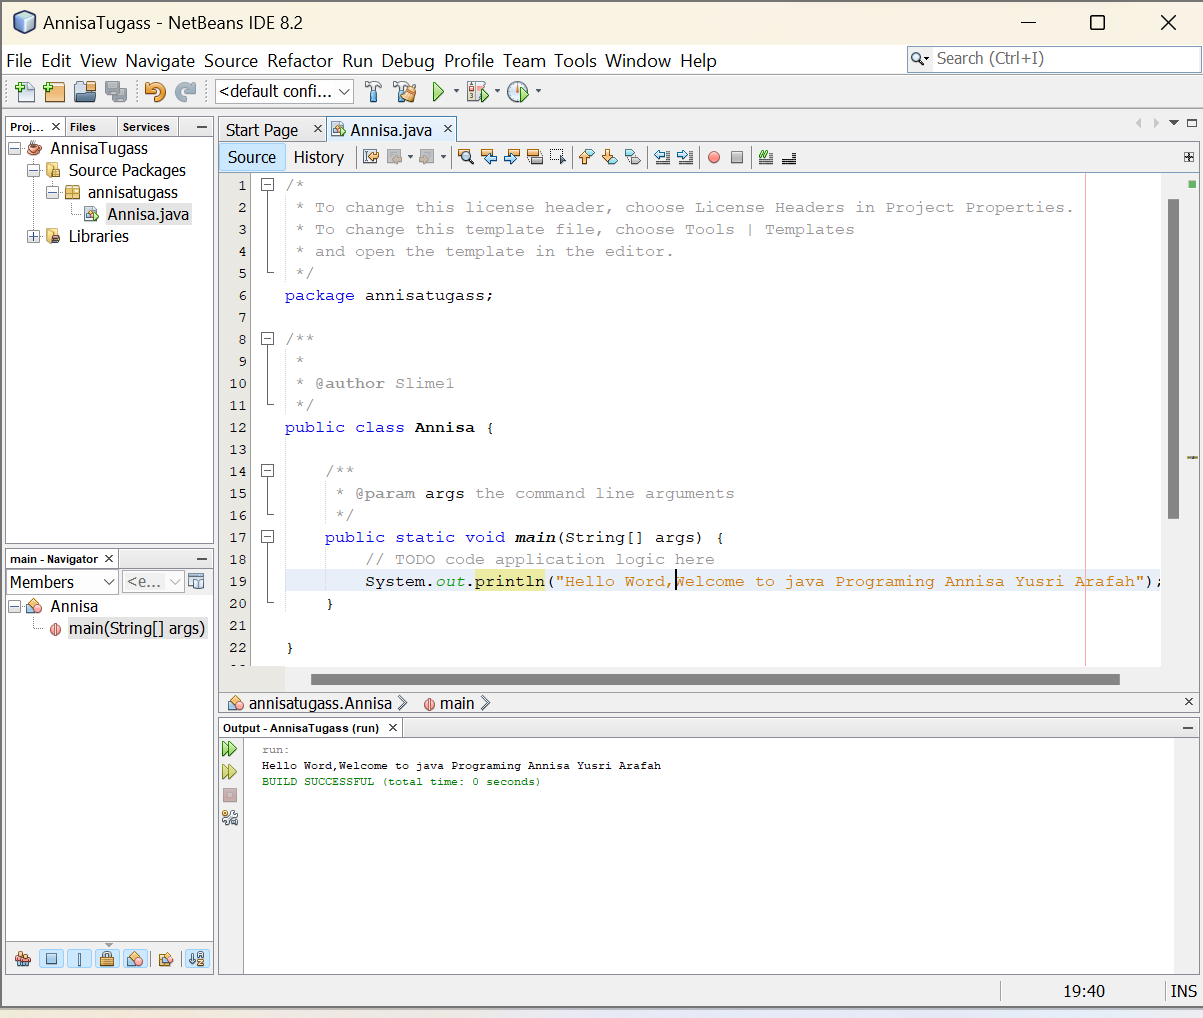 AnnisaTugass - NetBeans IDE 8.2
File Edit View Navigate Source Refactor Run Debug Profile Team Tools Window Help
Search (Ctrl+I)
<default confi...
Proj... Files Services
AnnisaTugass
Source Packages
annisatugass
Annisa.java
Libraries
main - Navigator
Members <e...
Annisa
main(String[] args)
Start Page Annisa.java
Source History
1 /*
2 * To change this license header, choose License Headers in Project Properties.
3 * To change this template file, choose Tools | Templates
4 * and open the template in the editor.
5 */
6 package annisatugass;
7
8 /**
9 *
10 * @author Slime1
11 */
12 public class Annisa {
13
14 /**
15 * @param args the command line arguments
16 */
17 public static void main(String[] args) {
18 // TODO code application logic here
19 System.out.println("Hello Word,Welcome to java Programing Annisa Yusri Arafah");
20 }
21
22 }
annisatugass.Annisa main
Output - AnnisaTugass (run)
run:
Hello Word,Welcome to java Programing Annisa Yusri Arafah
BUILD SUCCESSFUL (total time: 0 seconds)
19:40 INS